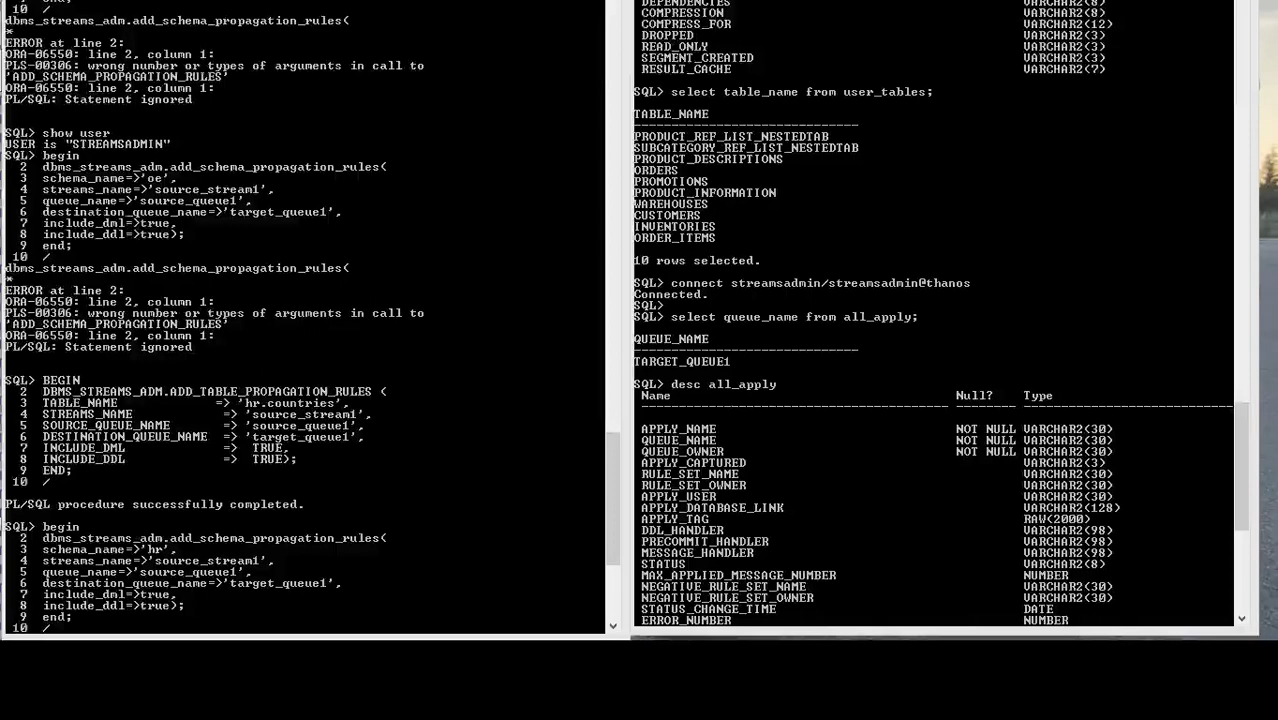 10  /
dbms_streams_adm.add_schema_propagation_rules(
*
ERROR at line 2:
ORA-06550: line 2, column 1:
PLS-00306: wrong number or types of arguments in call to
'ADD_SCHEMA_PROPAGATION_RULES'
ORA-06550: line 2, column 1:
PL/SQL: Statement ignored
SQL> show user
USER is "STREAMSADMIN"
SQL> begin
2  dbms_streams_adm.add_schema_propagation_rules(
3  schema_name=>'oe',
4  streams_name=>'source_stream1',
5  queue_name=>'source_queue1',
6  destination_queue_name=>'target_queue1',
7  include_dml=>true,
8  include_ddl=>true);
9  end;
10  /
dbms_streams_adm.add_schema_propagation_rules(
*
ERROR at line 2:
ORA-06550: line 2, column 1:
PLS-00306: wrong number or types of arguments in call to
'ADD_SCHEMA_PROPAGATION_RULES'
ORA-06550: line 2, column 1:
PL/SQL: Statement ignored
SQL> BEGIN
2  DBMS_STREAMS_ADM.ADD_TABLE_PROPAGATION_RULES (
3  TABLE_NAME => 'hr.countries',
4  STREAMS_NAME => 'source_stream1',
5  SOURCE_QUEUE_NAME => 'source_queue1',
6  DESTINATION_QUEUE_NAME => 'target_queue1',
7  INCLUDE_DML => TRUE,
8  INCLUDE_DDL => TRUE);
9  END;
10  /
PL/SQL procedure successfully completed.
SQL> begin
2  dbms_streams_adm.add_schema_propagation_rules(
3  schema_name=>'hr',
4  streams_name=>'source_stream1',
5  queue_name=>'source_queue1',
6  destination_queue_name=>'target_queue1',
7  include_dml=>true,
8  include_ddl=>true);
9  end;
10  /
DEPENDENCIES VARCHAR2(8)
COMPRESSION VARCHAR2(8)
COMPRESS_FOR VARCHAR2(12)
DROPPED VARCHAR2(3)
READ_ONLY VARCHAR2(3)
SEGMENT_CREATED VARCHAR2(3)
RESULT_CACHE VARCHAR2(7)
SQL> select table_name from user_tables;
TABLE_NAME
------------------------------
PRODUCT_REF_LIST_NESTEDTAB
SUBCATEGORY_REF_LIST_NESTEDTAB
PRODUCT_DESCRIPTIONS
ORDERS
PROMOTIONS
PRODUCT_INFORMATION
WAREHOUSES
CUSTOMERS
INVENTORIES
ORDER_ITEMS
10 rows selected.
SQL> connect streamsadmin/streamsadmin@thanos
Connected.
SQL>
SQL> select queue_name from all_apply;
QUEUE_NAME
------------------------------
TARGET_QUEUE1
SQL> desc all_apply
Name Null? Type
----------------------------------------- -------- ----------------------------
APPLY_NAME NOT NULL VARCHAR2(30)
QUEUE_NAME NOT NULL VARCHAR2(30)
QUEUE_OWNER NOT NULL VARCHAR2(30)
APPLY_CAPTURED VARCHAR2(3)
RULE_SET_NAME VARCHAR2(30)
RULE_SET_OWNER VARCHAR2(30)
APPLY_USER VARCHAR2(30)
APPLY_DATABASE_LINK VARCHAR2(128)
APPLY_TAG RAW(2000)
DDL_HANDLER VARCHAR2(98)
PRECOMMIT_HANDLER VARCHAR2(98)
MESSAGE_HANDLER VARCHAR2(98)
STATUS VARCHAR2(8)
MAX_APPLIED_MESSAGE_NUMBER NUMBER
NEGATIVE_RULE_SET_NAME VARCHAR2(30)
NEGATIVE_RULE_SET_OWNER VARCHAR2(30)
STATUS_CHANGE_TIME DATE
ERROR_NUMBER NUMBER